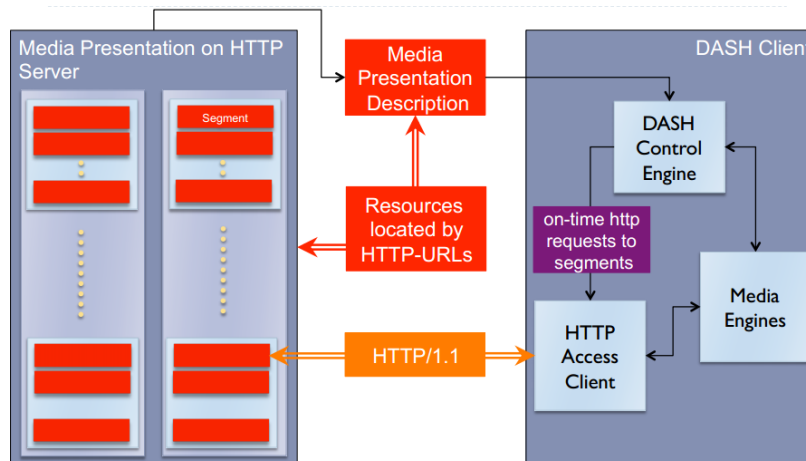 Media Presentation on HTTP
Server
Segment
Media
Presentation
Description
Resources
located by
HTTP-URLs
HTTP/1.1
DASH Client
DASH
Control
Engine
on-time http
requests to
segments
HTTP
Access
Client
Media
Engines